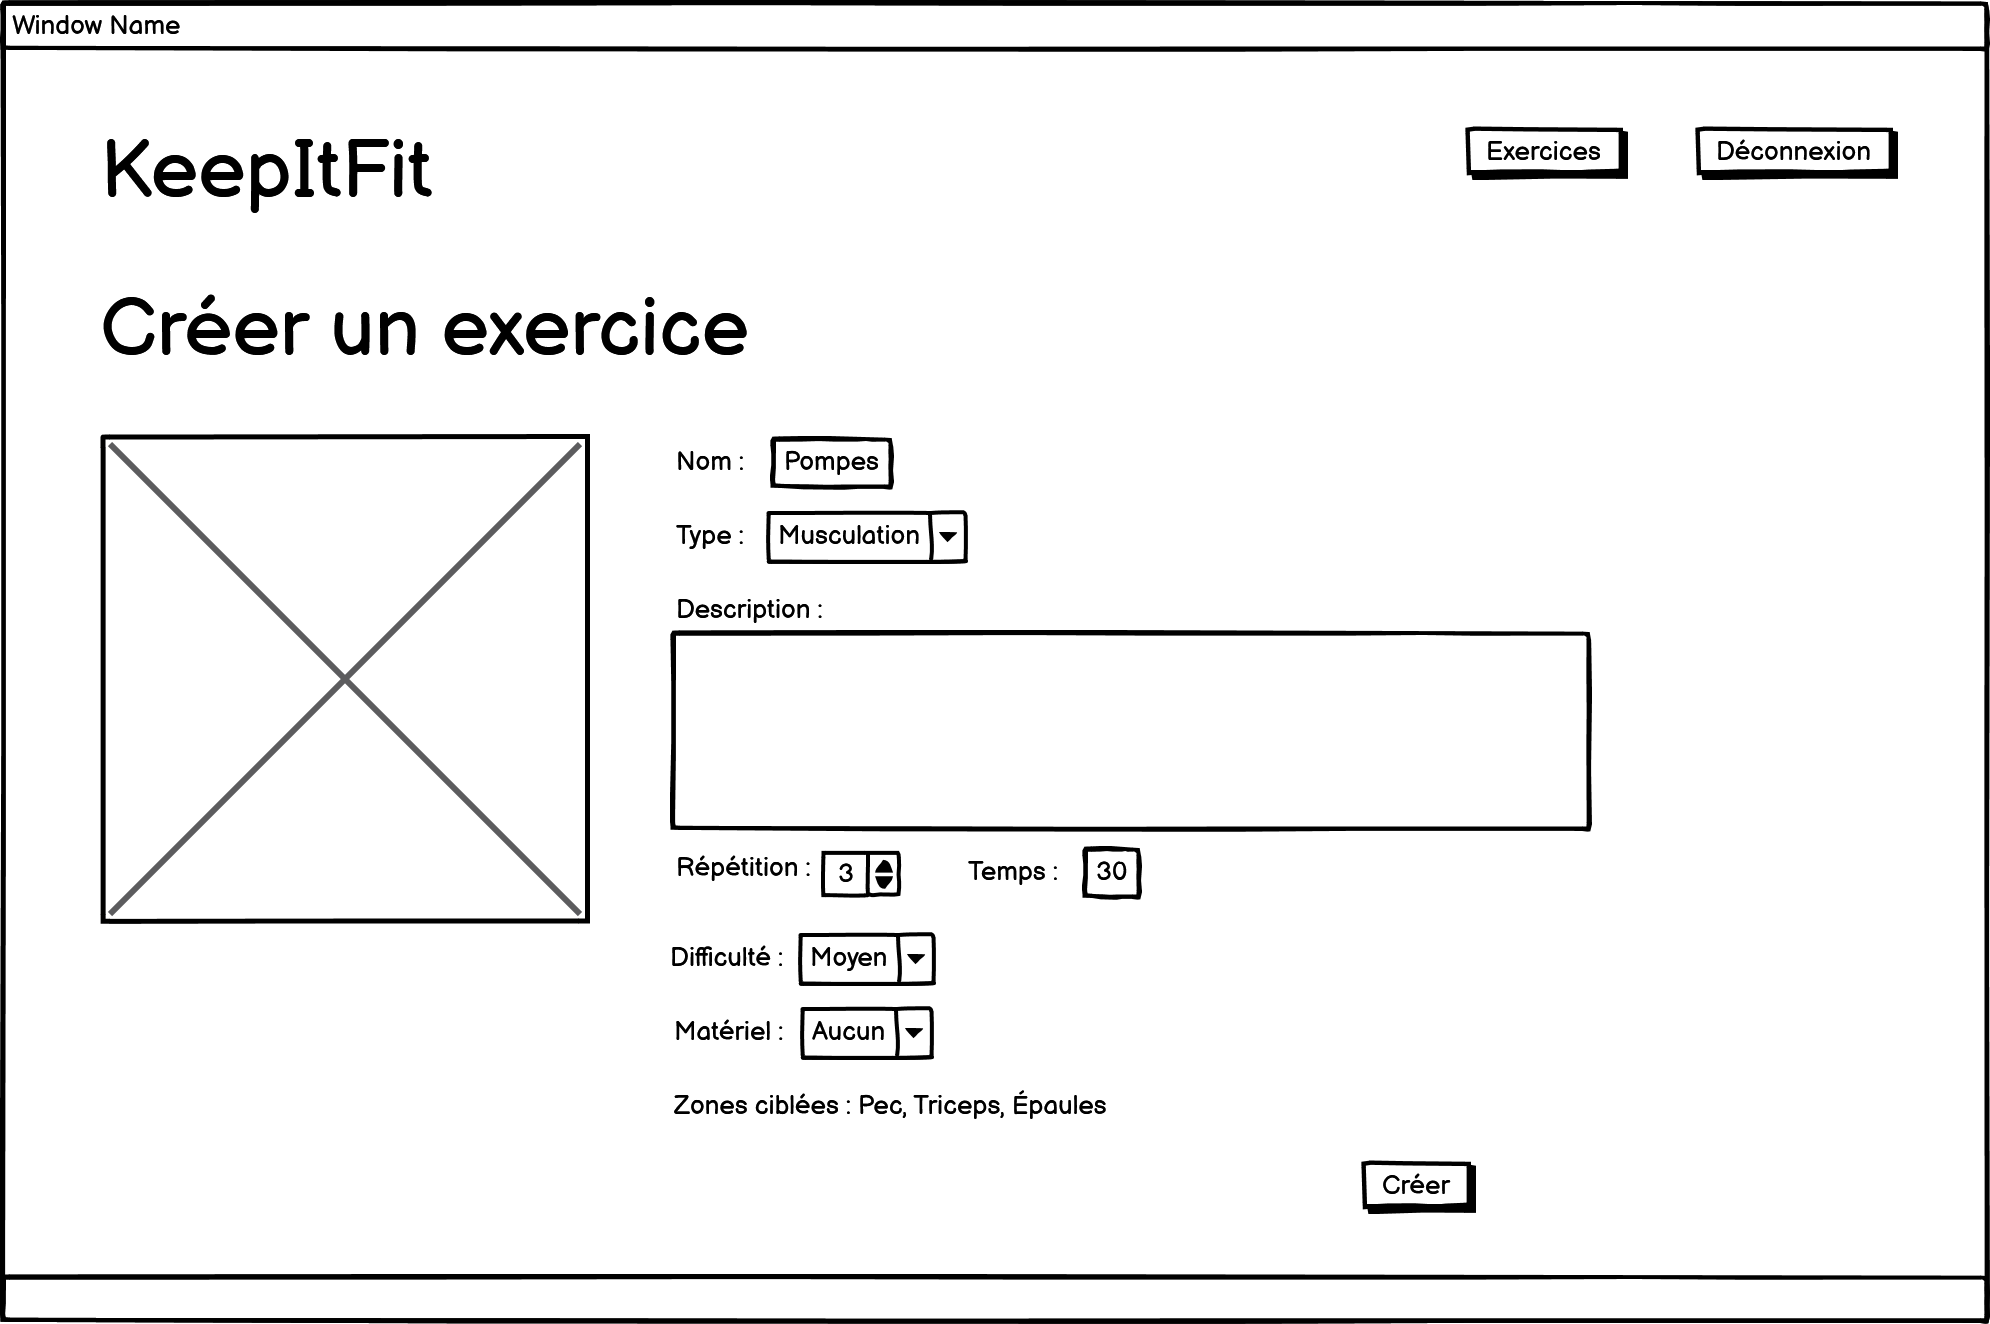 Window Name
KeepItFit
Exercices
Déconnexion
Créer un exercice
Nom : Pompes
Type : Musculation
Description :
Répétition : 3 Temps : 30
Difficulté : Moyen
Matériel : Aucun
Zones ciblées : Pec, Triceps, Épaules
Créer